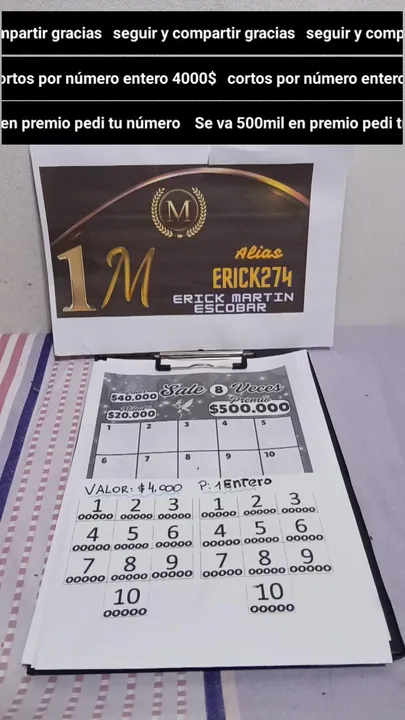 mpartir gracias seguir y compartir gracias seguir y comp
ortos por número entero 4000$ cortos por número entero
en premio pedi tu número Se va 500mil en premio pedi t
M
1M
Alias
ERICK274
ERICK MARTIN
ESCOBAR
Sale 8 Veces
$40.000
Premio
$20.000
$500.000
1 2 3 4 5
6 7 8 9 10
VALOR: $4.000 P: 1 Entero
1 2 3 1 2 3
00000 00000 00000 00000 00000 00000
4 5 6 4 5 6
00000 00000 00000 00000 00000 00000
7 8 9 7 8 9
00000 00000 00000 00000 00000 00000
10 10
00000 00000